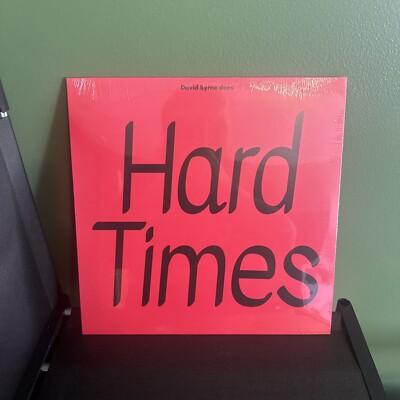 David byrne does
Hard
Times